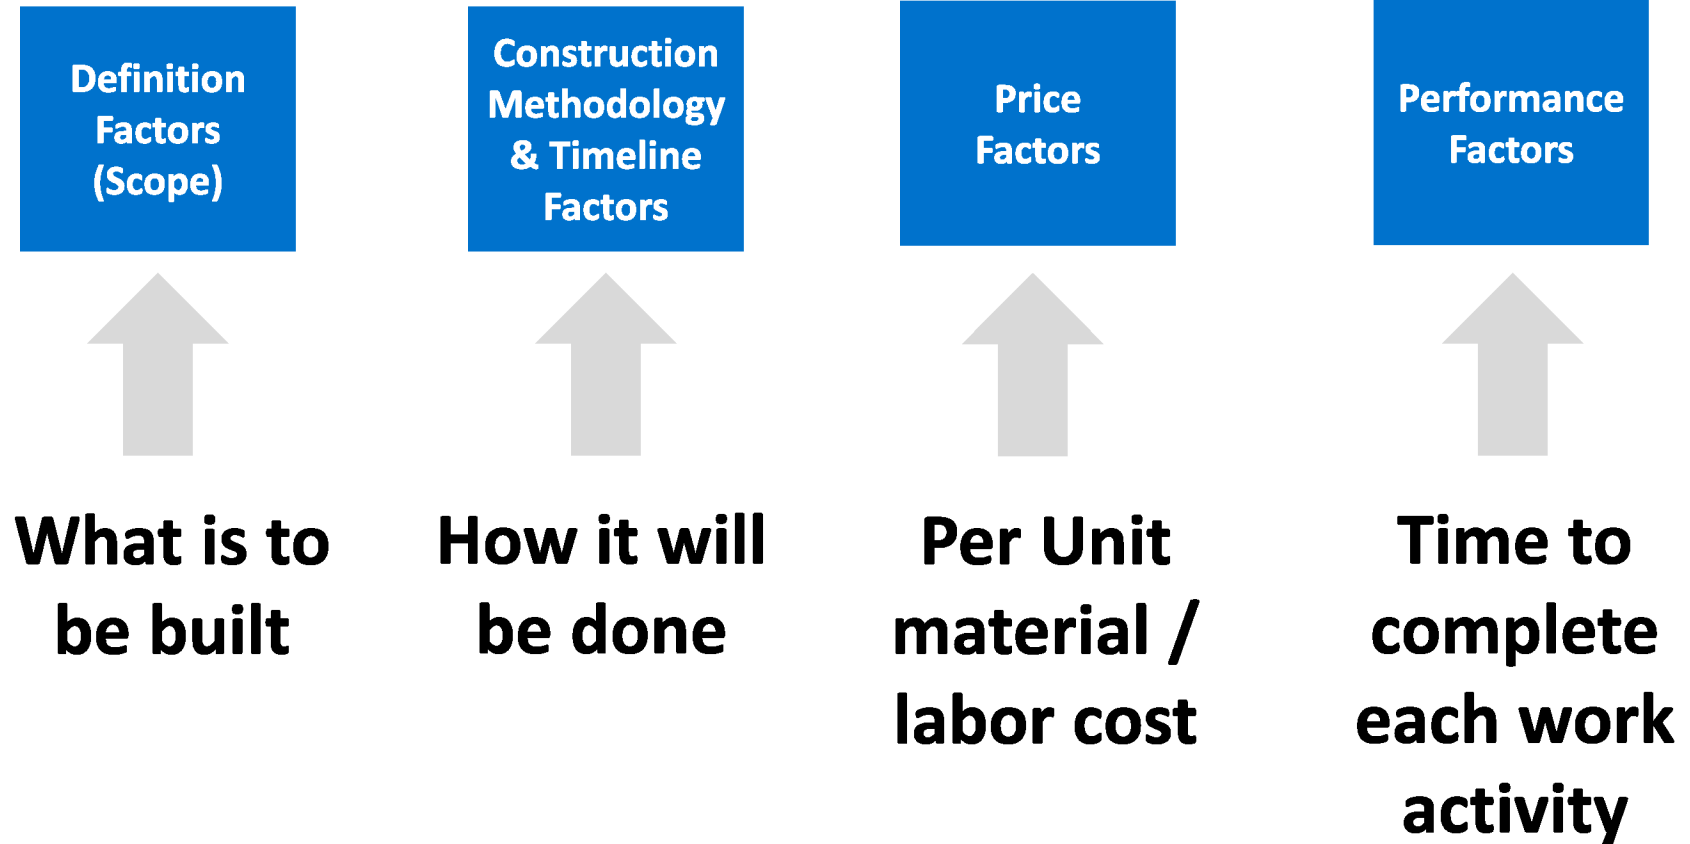 Definition
Factors
(Scope)
Construction
Methodology
& Timeline
Factors
Price
Factors
Performance
Factors
What is to
be built
How it will
be done
Per Unit
material /
labor cost
Time to
complete
each work
activity